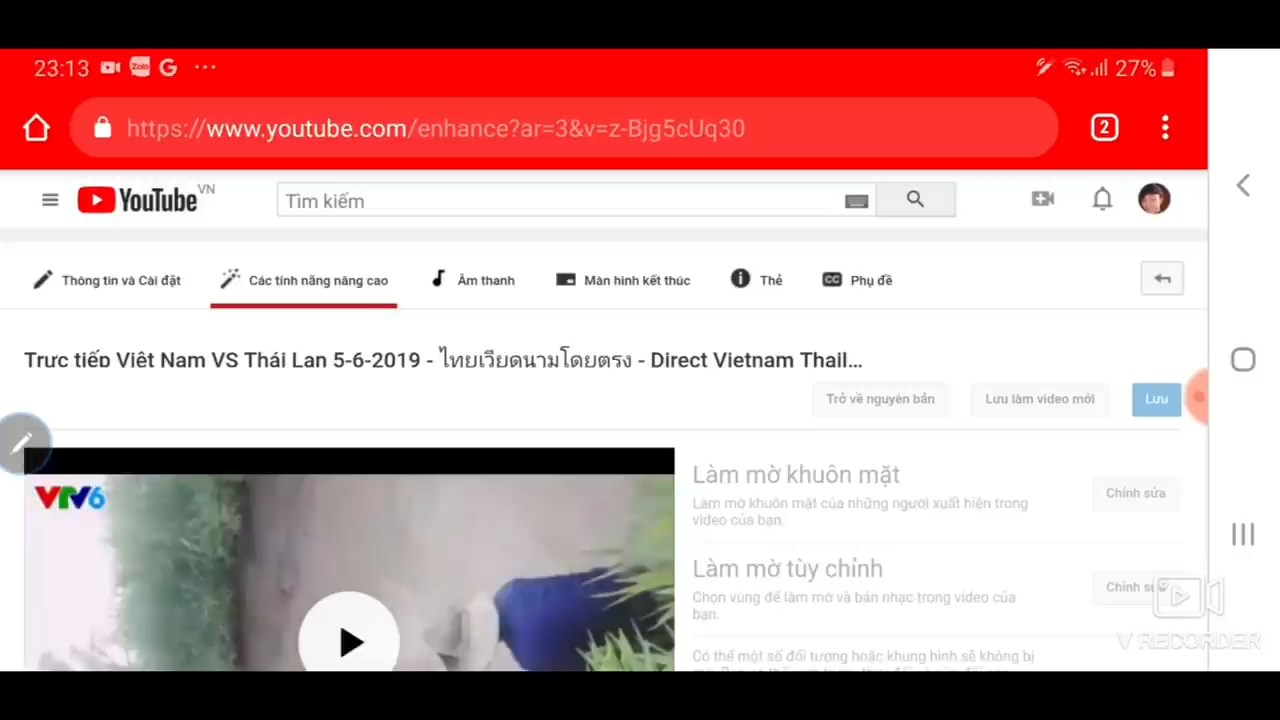 23:13 Zalo G ... 27%
https://www.youtube.com/enhance?ar=3&v=z-Bjg5cUq30 2
YouTube VN Tìm kiếm
Thông tin và Cài đặt Các tính năng nâng cao Âm thanh Màn hình kết thúc Thẻ CC Phụ đề
Trực tiếp Việt Nam VS Thái Lan 5-6-2019 - ไทยเวียดนามโดยตรง - Direct Vietnam Thail...
Trở về nguyên bản Lưu làm video mới Lưu
VTV6
Làm mờ khuôn mặt
Làm mờ khuôn mặt của những người xuất hiện trong
video của bạn.
Chỉnh sửa
Làm mờ tùy chỉnh
Chọn vùng để làm mờ và bản nhạc trong video của
bạn.
Chỉnh sửa
Có thể một số đối tượng hoặc khung hình sẽ không bị
V RECORDER